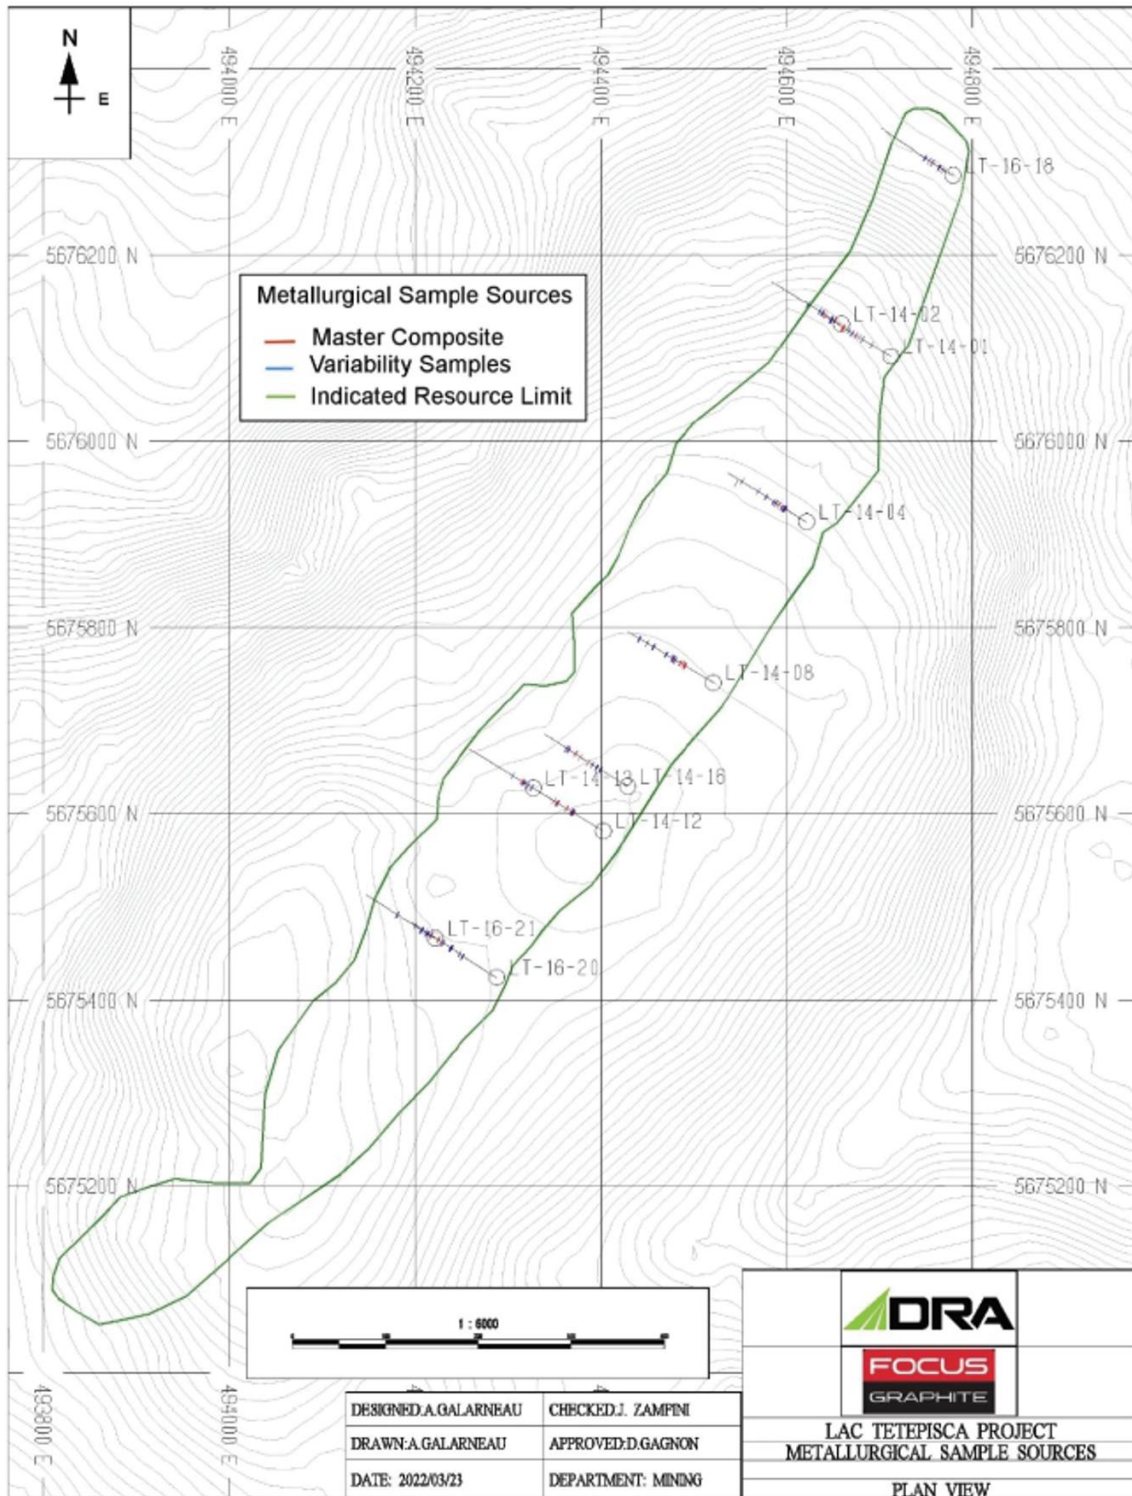 N
E
494000 E
494200 E
494400 E
494600 E
494800 E
LT-16-18
5676200 N
5676200 N
Metallurgical Sample Sources
Master Composite
Variability Samples
Indicated Resource Limit
LT-14-02
LT-14-01
5676000 N
5676000 N
LT-14-04
5675800 N
5675800 N
LT-14-08
LT-14-13
LT-14-16
5675600 N
5675600 N
LT-14-12
LT-16-21
LT-16-20
5675400 N
5675400 N
5675200 N
5675200 N
1 : 6000
493800 E
494000 E
DRA
FOCUS
GRAPHITE
DESIGNED:A.GALARNEAU
CHECKED:J. ZAMPINI
DRAWN:A.GALARNEAU
APPROVED:D.GAGNON
DATE: 2022/03/23
DEPARTMENT: MINING
LAC TETEPISCA PROJECT
METALLURGICAL SAMPLE SOURCES
PLAN VIEW